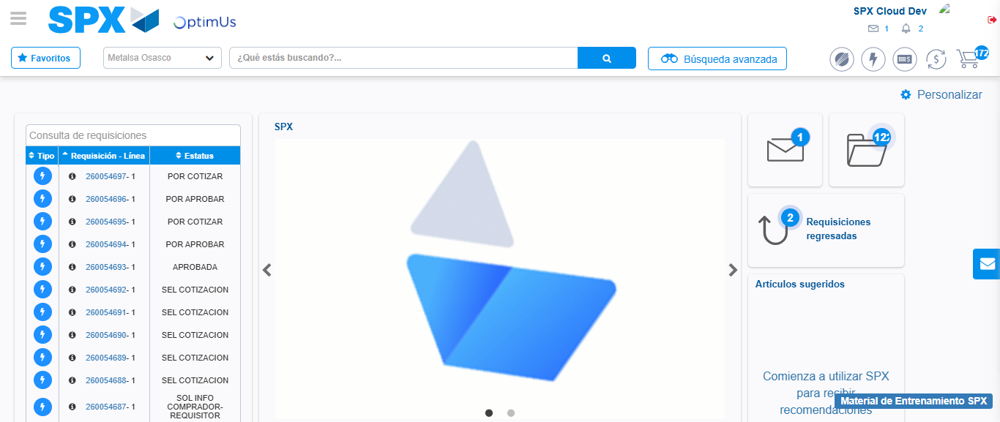 SPX
OptimUs
SPX Cloud Dev
1
2
Favoritos
Metalsa Osasco
¿Qué estás buscando?...
Búsqueda avanzada
172
Personalizar
Consulta de requisiciones
Tipo
Requisición - Línea
Estatus
260054697- 1
POR COTIZAR
260054696- 1
POR APROBAR
260054695- 1
POR COTIZAR
260054694- 1
POR APROBAR
260054693- 1
APROBADA
260054692- 1
SEL COTIZACION
260054691- 1
SEL COTIZACION
260054690- 1
SEL COTIZACION
260054689- 1
SEL COTIZACION
260054688- 1
SEL COTIZACION
260054687- 1
SOL INFO
COMPRADOR-
REQUISITOR
SPX
1
2
Requisiciones
regresadas
Artículos sugeridos
Comienza a utilizar SPX
para recibir
recomendaciones
Material de Entrenamiento SPX